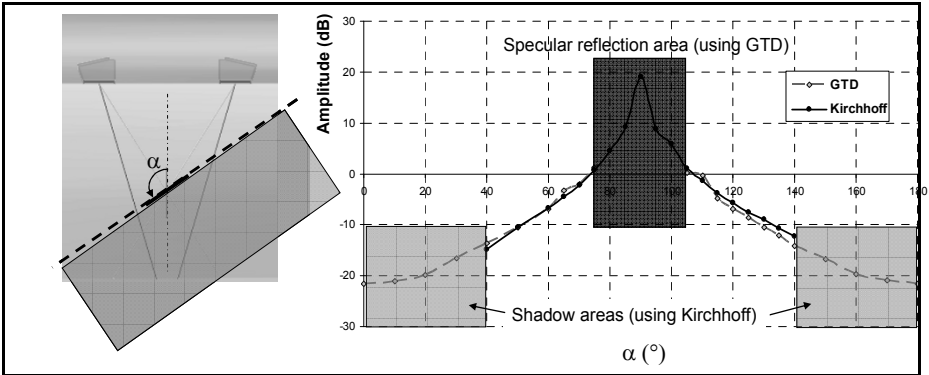 α
Amplitude (dB)
30
20
10
0
-10
-20
-30
Specular reflection area (using GTD)
GTD
Kirchhoff
0 20 40 60 80 100 120 140 160 180
Shadow areas (using Kirchhoff)
α (°)